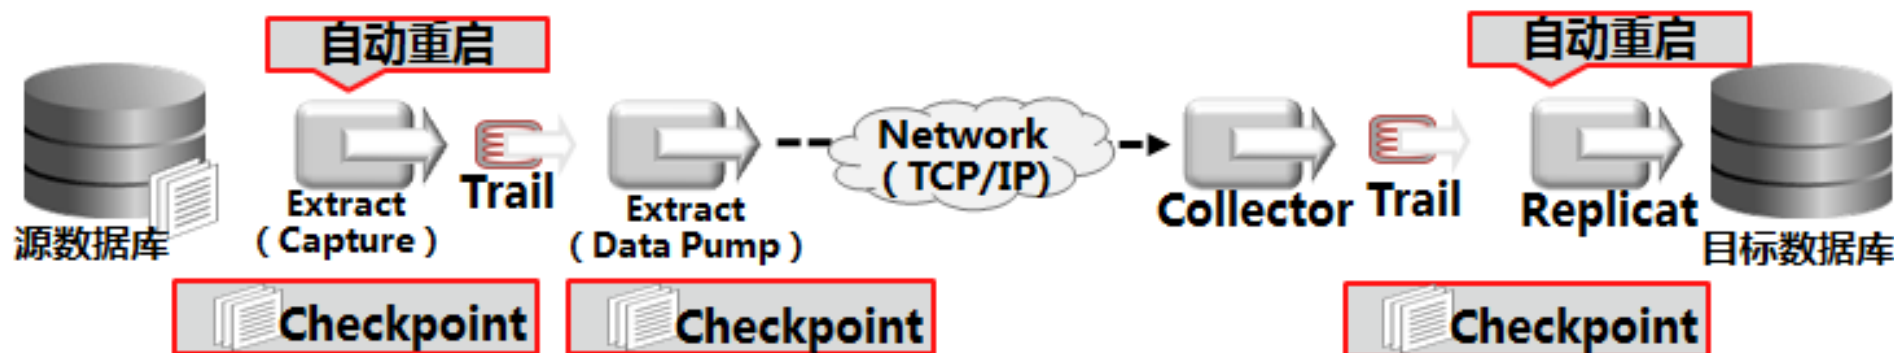 自动重启
自动重启
Network
（TCP/IP)
Extract
（Capture）
Trail
Extract
（Data Pump）
Collector
Trail
Replicat
源数据库
目标数据库
Checkpoint
Checkpoint
Checkpoint